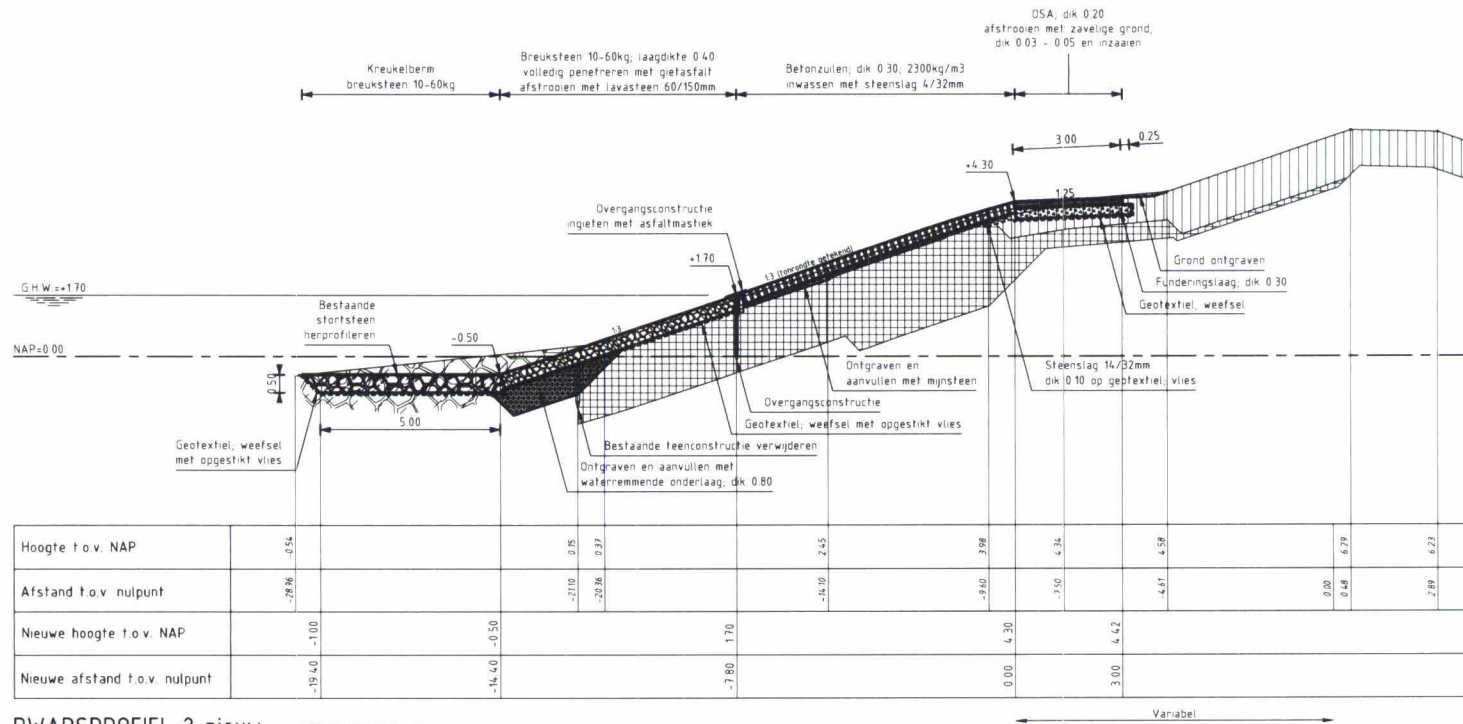 OSA, dik 0.20
afstrooien met zavelige grond,
dik 0.03 - 0.05 en inzaaien
Kreukelberm
breuksteen 10-60kg
Breuksteen 10-60kg; laagdikte 0.40
volledig penetreren met gietasfalt
afstrooien met lavasteen 60/150mm
Betonzuilen; dik 0.30; 2300kg/m3
inwassen met steenslag 4/32mm
3.00
0.25
+4.30
1:25
Overgangsconstructie
ingieten met asfaltmastiek
+1.70
1:3 (tonrondte getekend)
Grond ontgraven
Funderingslaag, dik 0.30
Geotextiel, weefsel
G.H.W.=+1.70
Bestaande
stortsteen
herprofileren
-0.50
1:3
NAP=0.00
0.50
5.00
Ontgraven en
aanvullen met mijnsteen
Steenslag 14/32mm
dik 0.10 op geotextiel; vlies
Overgangsconstructie
Geotextiel; weefsel met opgestikt vlies
Geotextiel; weefsel
met opgestikt vlies
Bestaande teenconstructie verwijderen
Ontgraven en aanvullen met
waterremmende onderlaag; dik 0.80
Hoogte t.o.v. NAP -0.54 0.15 0.37 2.45 3.98 4.34 4.58 6.29 6.23
Afstand t.o.v. nulpunt -28.96 -21.10 -20.36 -14.10 -9.60 -7.50 -4.61 0.00 0.48 2.89
Nieuwe hoogte t.o.v. NAP -1.00 -0.50 1.70 4.30 4.42
Nieuwe afstand t.o.v. nulpunt -19.40 -14.40 -7.80 0.00 3.00
Variabel